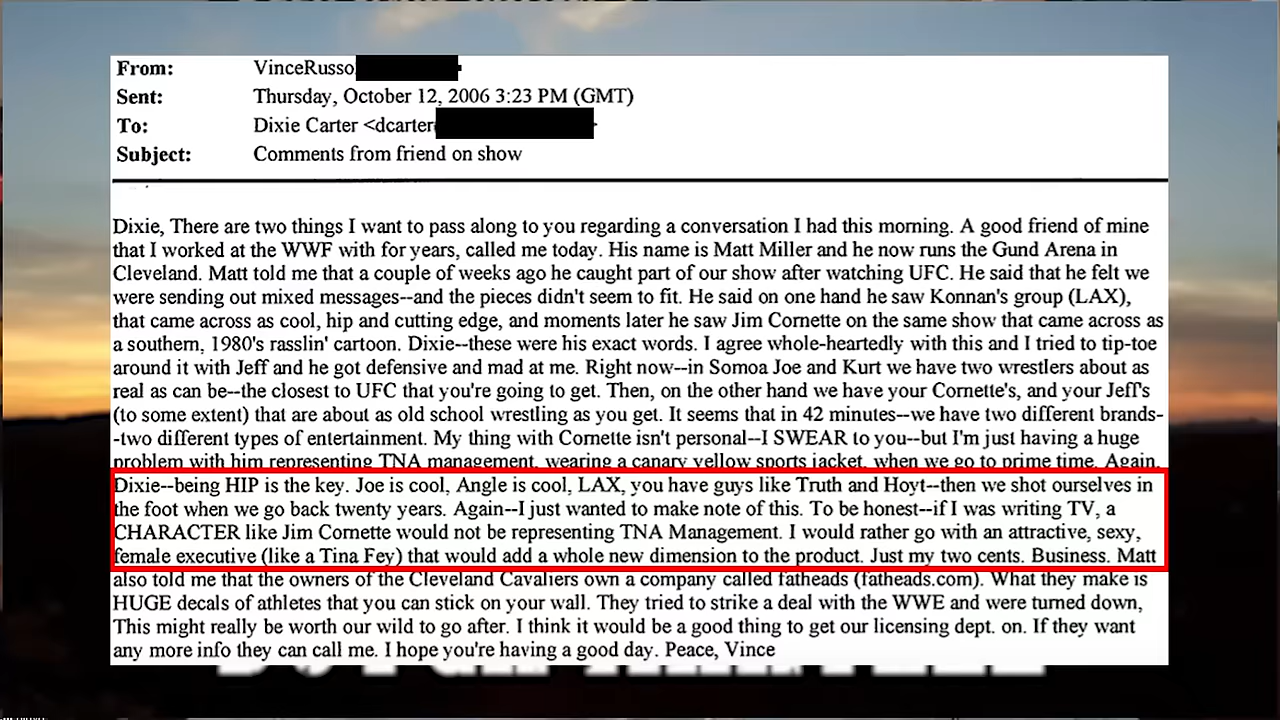 From: VinceRusso
Sent: Thursday, October 12, 2006 3:23 PM (GMT)
To: Dixie Carter <dcarter
Subject: Comments from friend on show
Dixie, There are two things I want to pass along to you regarding a conversation I had this morning. A good friend of mine
that I worked at the WWF with for years, called me today. His name is Matt Miller and he now runs the Gund Arena in
Cleveland. Matt told me that a couple of weeks ago he caught part of our show after watching UFC. He said that he felt we
were sending out mixed messages--and the pieces didn't seem to fit. He said on one hand he saw Konnan's group (LAX),
that came across as cool, hip and cutting edge, and moments later he saw Jim Cornette on the same show that came across as
a southern, 1980's rasslin' cartoon. Dixie--these were his exact words. I agree whole-heartedly with this and I tried to tip-toe
around it with Jeff and he got defensive and mad at me. Right now--in Somoa Joe and Kurt we have two wrestlers about as
real as can be--the closest to UFC that you're going to get. Then, on the other hand we have your Cornette's, and your Jeff's
(to some extent) that are about as old school wrestling as you get. It seems that in 42 minutes--we have two different brands-
-two different types of entertainment. My thing with Cornette isn't personal--I SWEAR to you--but I'm just having a huge
problem with him representing TNA management, wearing a canary yellow sports jacket, when we go to prime time. Again,
Dixie--being HIP is the key. Joe is cool, Angle is cool, LAX, you have guys like Truth and Hoyt--then we shot ourselves in
the foot when we go back twenty years. Again--I just wanted to make note of this. To be honest--if I was writing TV, a
CHARACTER like Jim Cornette would not be representing TNA Management. I would rather go with an attractive, sexy,
female executive (like a Tina Fey) that would add a whole new dimension to the product. Just my two cents. Business. Matt
also told me that the owners of the Cleveland Cavaliers own a company called fatheads (fatheads.com). What they make is
HUGE decals of athletes that you can stick on your wall. They tried to strike a deal with the WWE and were turned down,
This might really be worth our wild to go after. I think it would be a good thing to get our licensing dept. on. If they want
any more info they can call me. I hope you're having a good day. Peace, Vince